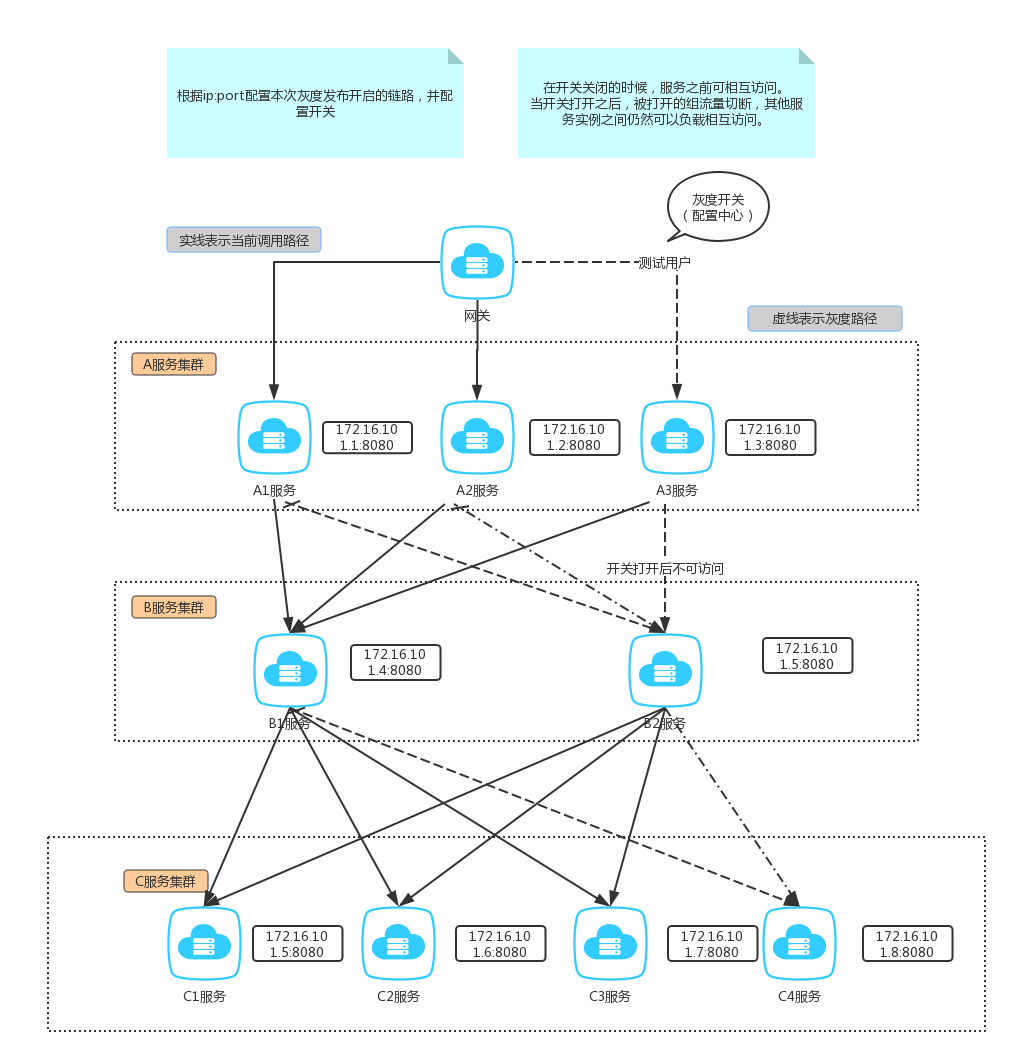 根据ip:port配置本次灰度发布开启的链路，并配
置开关
在开关关闭的时候，服务之前可相互访问。
当开关打开之后，被打开的组流量切断，其他服
务实例之间仍然可以负载相互访问。
灰度开关
（配置中心）
实线表示当前调用路径
测试用户
网关
虚线表示灰度路径
A服务集群
172.16.10
1.1:8080
172.16.10
1.2:8080
172.16.10
1.3:8080
A1服务
A2服务
A3服务
开关打开后不可访问
B服务集群
172.16.10
1.4:8080
172.16.10
1.5:8080
B1服务
B2服务
C服务集群
172.16.10
1.5:8080
172.16.10
1.6:8080
172.16.10
1.7:8080
172.16.10
1.8:8080
C1服务
C2服务
C3服务
C4服务